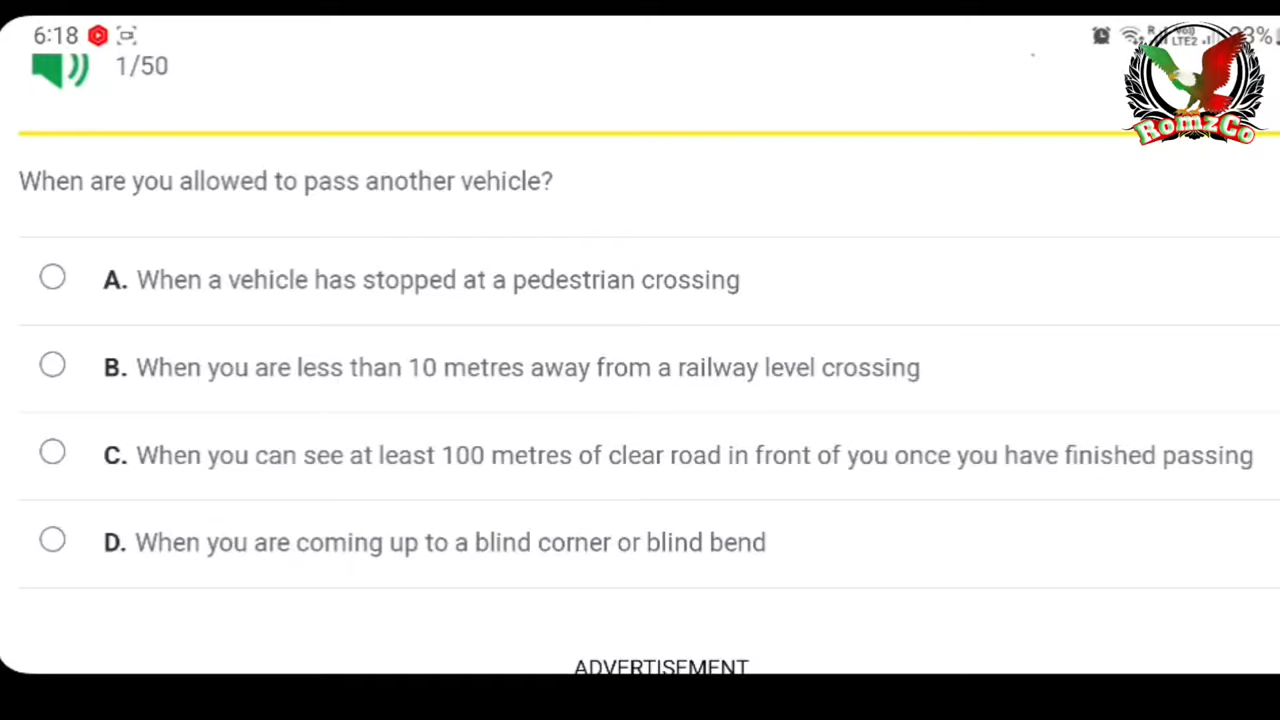 6:18
LTE2
1/50
RomzCo
When are you allowed to pass another vehicle?
A. When a vehicle has stopped at a pedestrian crossing
B. When you are less than 10 metres away from a railway level crossing
C. When you can see at least 100 metres of clear road in front of you once you have finished passing
D. When you are coming up to a blind corner or blind bend
ADVERTISEMENT